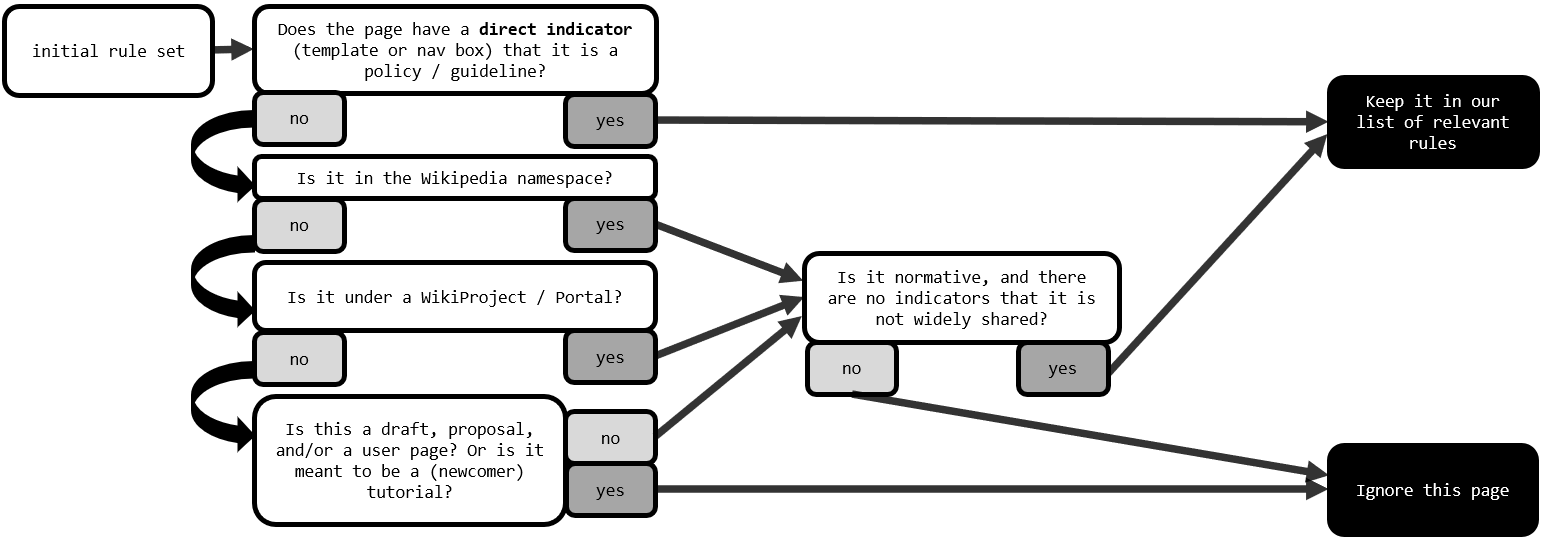 initial rule set
Does the page have a direct indicator
(template or nav box) that it is a
policy / guideline?
no
yes
Is it in the Wikipedia namespace?
no
yes
Is it under a WikiProject / Portal?
no
yes
Is this a draft, proposal,
and/or a user page? Or is it
meant to be a (newcomer)
tutorial?
no
yes
Is it normative, and there
are no indicators that it is
not widely shared?
no
yes
Keep it in our
list of relevant
rules
Ignore this page